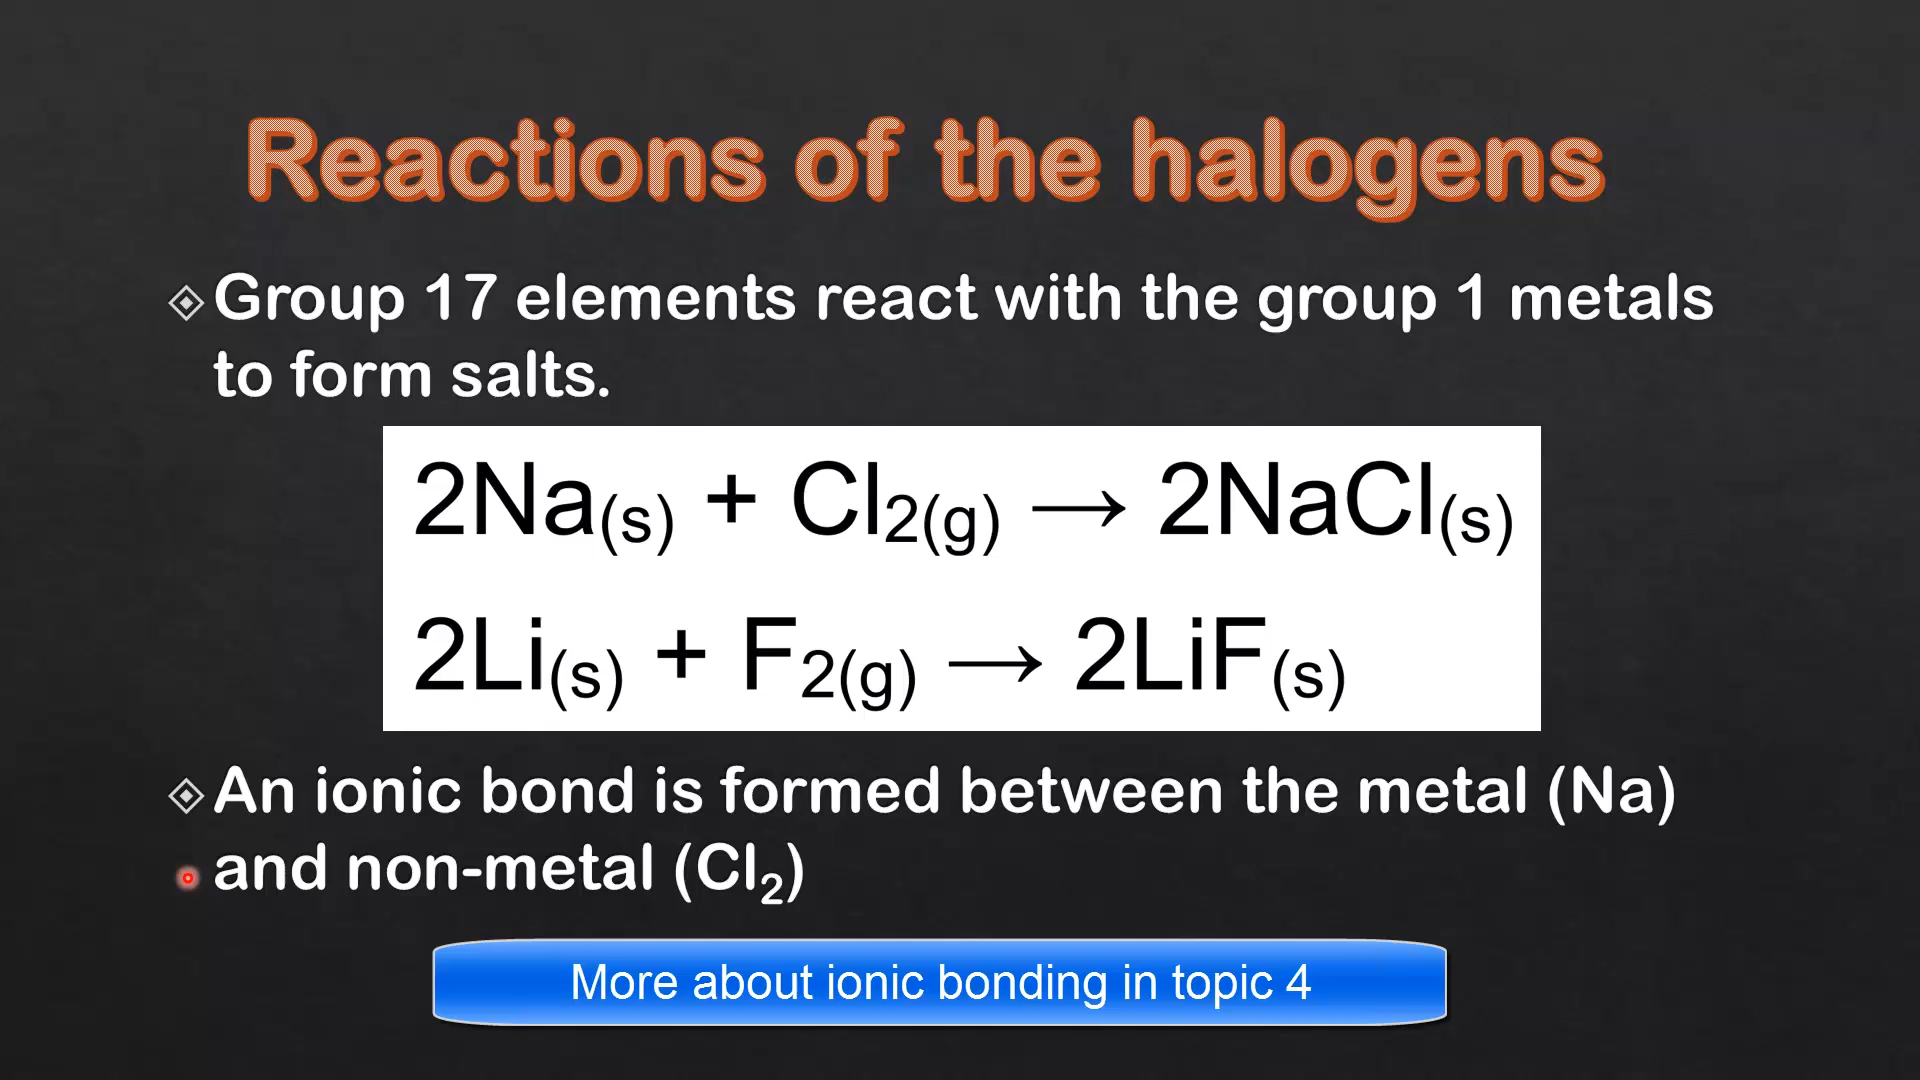 Reactions of the halogens
Group 17 elements react with the group 1 metals
to form salts.
2Na(s) + Cl2(g) → 2NaCl(s)
2Li(s) + F2(g) → 2LiF(s)
An ionic bond is formed between the metal (Na)
and non-metal (Cl2)
More about ionic bonding in topic 4